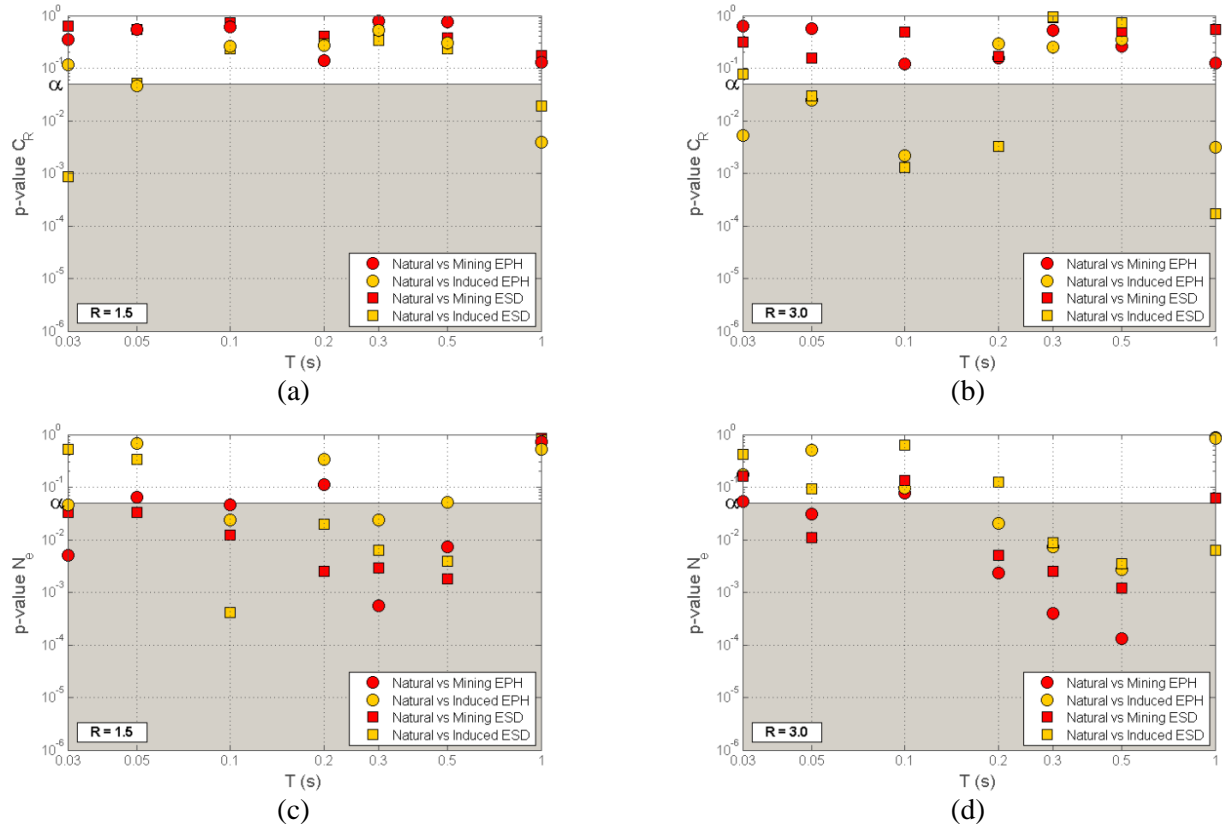 10^0
10^-1
α
10^-2
10^-3
10^-4
10^-5
10^-6
p-value C_R
Natural vs Mining EPH
Natural vs Induced EPH
Natural vs Mining ESD
Natural vs Induced ESD
R = 1.5
0.03 0.05 0.1 0.2 0.3 0.5 1
T (s)
(a)
10^0
10^-1
α
10^-2
10^-3
10^-4
10^-5
10^-6
p-value C_R
Natural vs Mining EPH
Natural vs Induced EPH
Natural vs Mining ESD
Natural vs Induced ESD
R = 3.0
0.03 0.05 0.1 0.2 0.3 0.5 1
T (s)
(b)
10^0
10^-1
α
10^-2
10^-3
10^-4
10^-5
10^-6
p-value N_e
Natural vs Mining EPH
Natural vs Induced EPH
Natural vs Mining ESD
Natural vs Induced ESD
R = 1.5
0.03 0.05 0.1 0.2 0.3 0.5 1
T (s)
(c)
10^0
10^-1
α
10^-2
10^-3
10^-4
10^-5
10^-6
p-value N_e
Natural vs Mining EPH
Natural vs Induced EPH
Natural vs Mining ESD
Natural vs Induced ESD
R = 3.0
0.03 0.05 0.1 0.2 0.3 0.5 1
T (s)
(d)